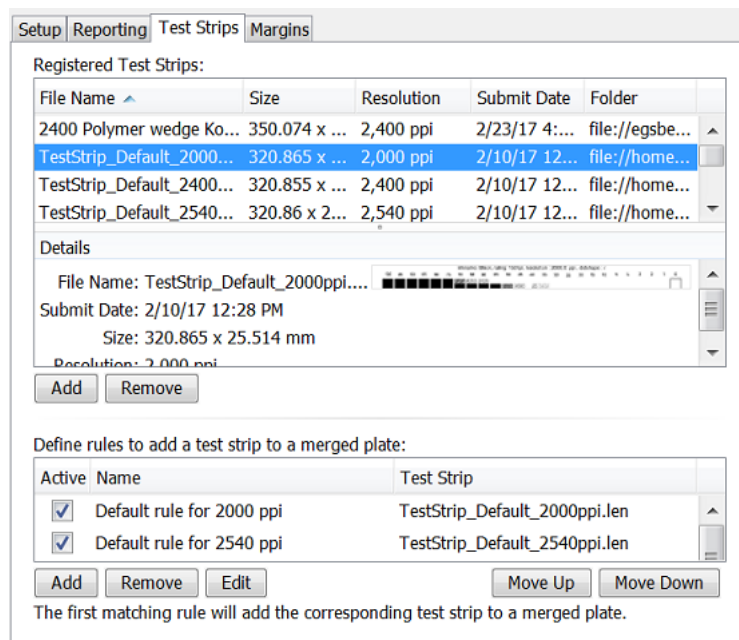 Setup Reporting Test Strips Margins
Registered Test Strips:
File Name Size Resolution Submit Date Folder
2400 Polymer wedge Ko... 350.074 x ... 2,400 ppi 2/23/17 4:... file://egsbe...
TestStrip_Default_2000... 320.865 x ... 2,000 ppi 2/10/17 12... file://home...
TestStrip_Default_2400... 320.855 x ... 2,400 ppi 2/10/17 12... file://home...
TestStrip_Default_2540... 320.86 x 2... 2,540 ppi 2/10/17 12... file://home...
Details
File Name: TestStrip_Default_2000ppi....
Submit Date: 2/10/17 12:28 PM
Size: 320.865 x 25.514 mm
Resolution: 2,000 ppi
Add Remove
Define rules to add a test strip to a merged plate:
Active Name Test Strip
Default rule for 2000 ppi TestStrip_Default_2000ppi.len
Default rule for 2540 ppi TestStrip_Default_2540ppi.len
Add Remove Edit Move Up Move Down
The first matching rule will add the corresponding test strip to a merged plate.